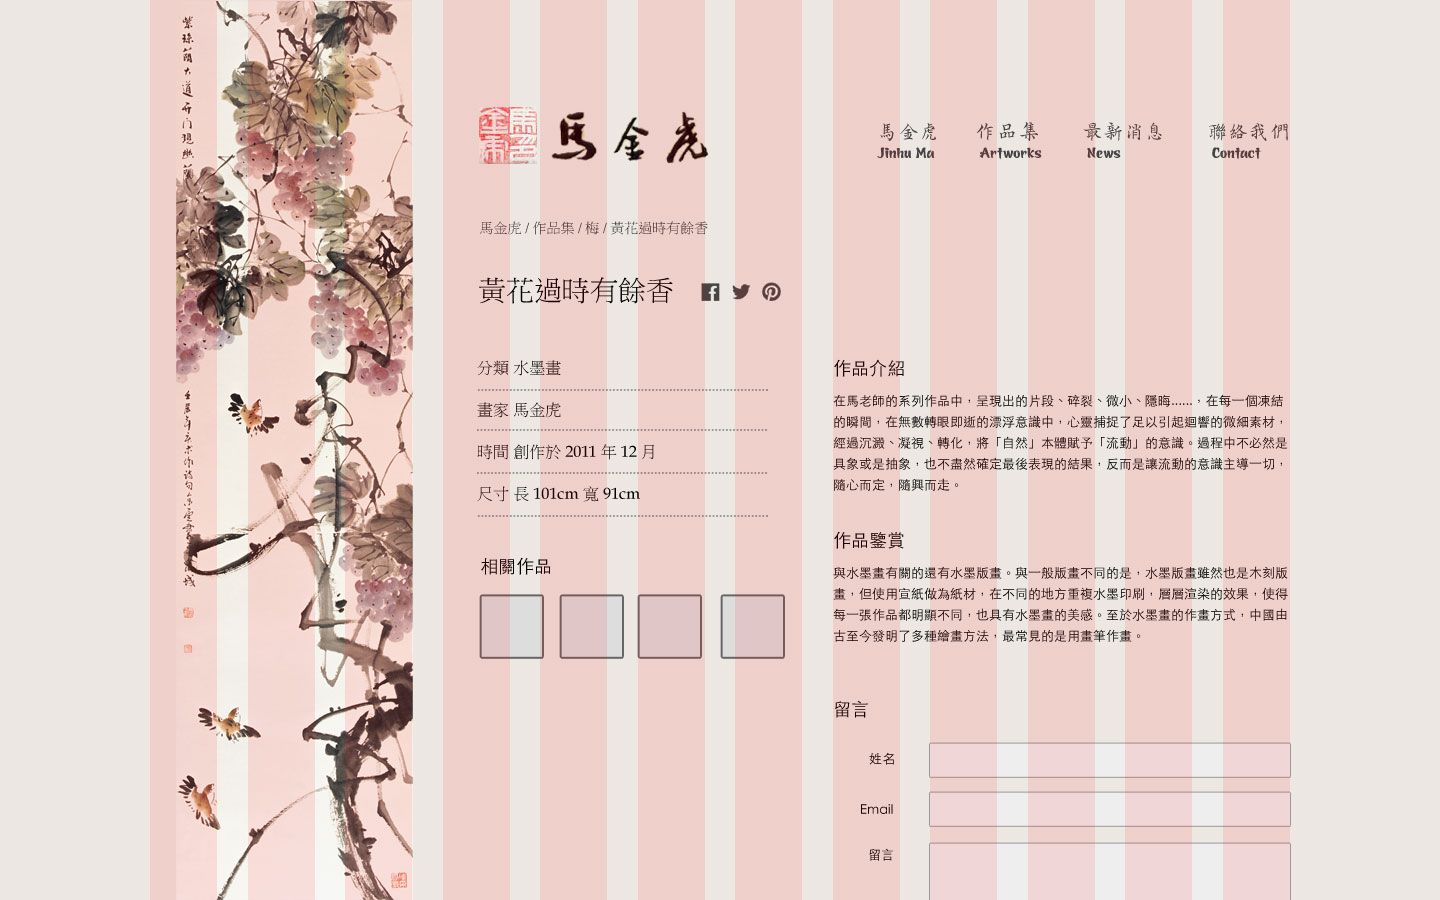 馬金虎
馬金虎 作品集 最新消息 聯絡我們
Jinhu Ma Artworks News Contact
馬金虎 / 作品集 / 梅 / 黃花過時有餘香
黃花過時有餘香
分類 水墨畫
畫家 馬金虎
時間 創作於 2011 年 12 月
尺寸 長 101cm 寬 91cm
相關作品
作品介紹
在馬老師的系列作品中，呈現出的片段、碎裂、微小、隱晦......，在每一個凍結
的瞬間，在無數轉眼即逝的漂浮意識中，心靈捕捉了足以引起迴響的微細素材，
經過沉澱、凝視、轉化，將「自然」本體賦予「流動」的意識。過程中不必然是
具象或是抽象，也不盡然確定最後表現的結果，反而是讓流動的意識主導一切，
隨心而定，隨興而走。
作品鑒賞
與水墨畫有關的還有水墨版畫。與一般版畫不同的是，水墨版畫雖然也是木刻版
畫，但使用宣紙做為紙材，在不同的地方重複水墨印刷，層層渲染的效果，使得
每一張作品都明顯不同，也具有水墨畫的美感。至於水墨畫的作畫方式，中國由
古至今發明了多種繪畫方法，最常見的是用畫筆作畫。
留言
姓名
Email
留言